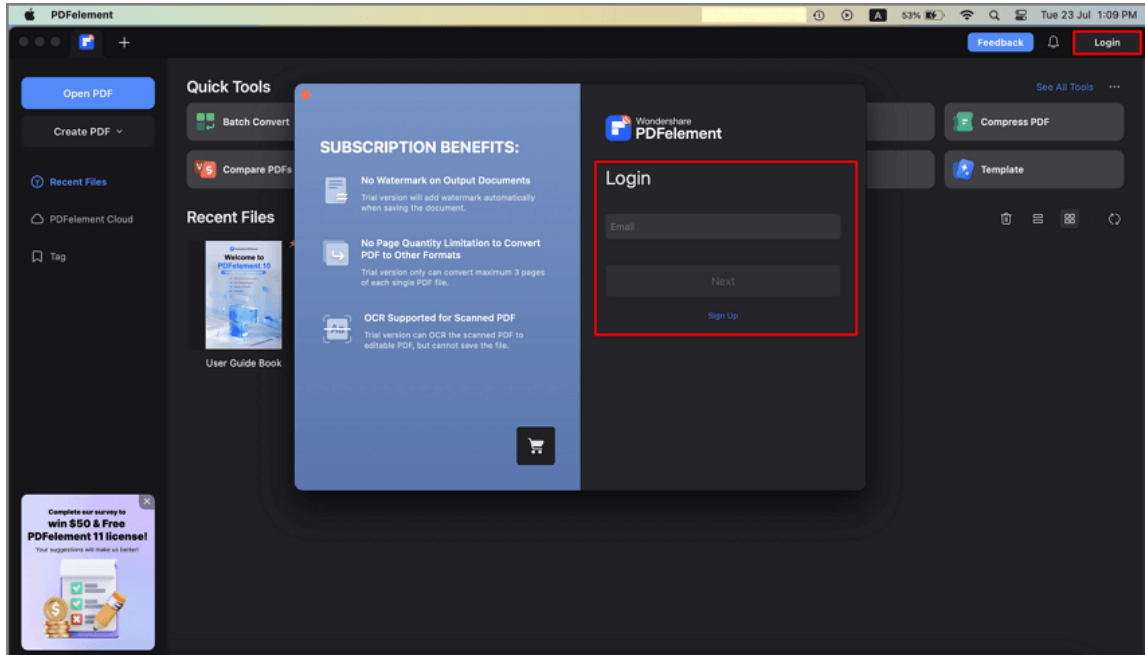 PDFelement
A
53%
Tue 23 Jul 1:09 PM
Feedback
Login
Open PDF
Create PDF
Recent Files
PDFelement Cloud
Tag
Quick Tools
See All Tools
Batch Convert
Compress PDF
Compare PDFs
Template
Recent Files
Welcome to
PDFelement 10
User Guide Book
SUBSCRIPTION BENEFITS:
No Watermark on Output Documents
Trial version will add watermark automatically
when saving the document.
No Page Quantity Limitation to Convert
PDF to Other Formats
Trial version only can convert maximum 3 pages
of each single PDF file.
OCR Supported for Scanned PDF
Trial version can OCR the scanned PDF to
editable PDF, but cannot save the file.
Wondershare
PDFelement
Login
Email
Next
Sign Up
Complete our survey to
win $50 & Free
PDFelement 11 license!
Your suggestions will make us better!